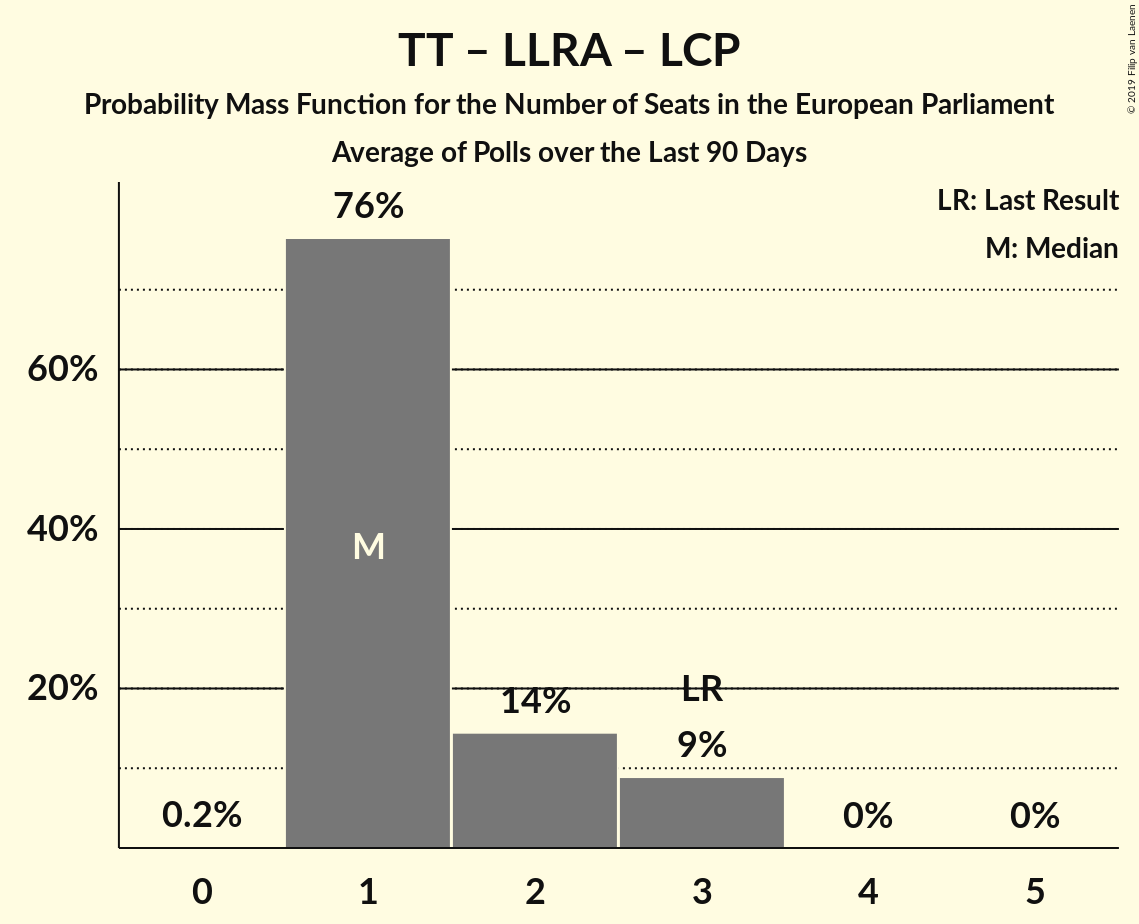 TT – LLRA – LCP
Probability Mass Function for the Number of Seats in the European Parliament
Average of Polls over the Last 90 Days
© 2019 Filip van Laenen
LR: Last Result
M: Median
76%
60%
M
40%
20%
LR
14%
9%
0.2%
0%
0%
0
1
2
3
4
5